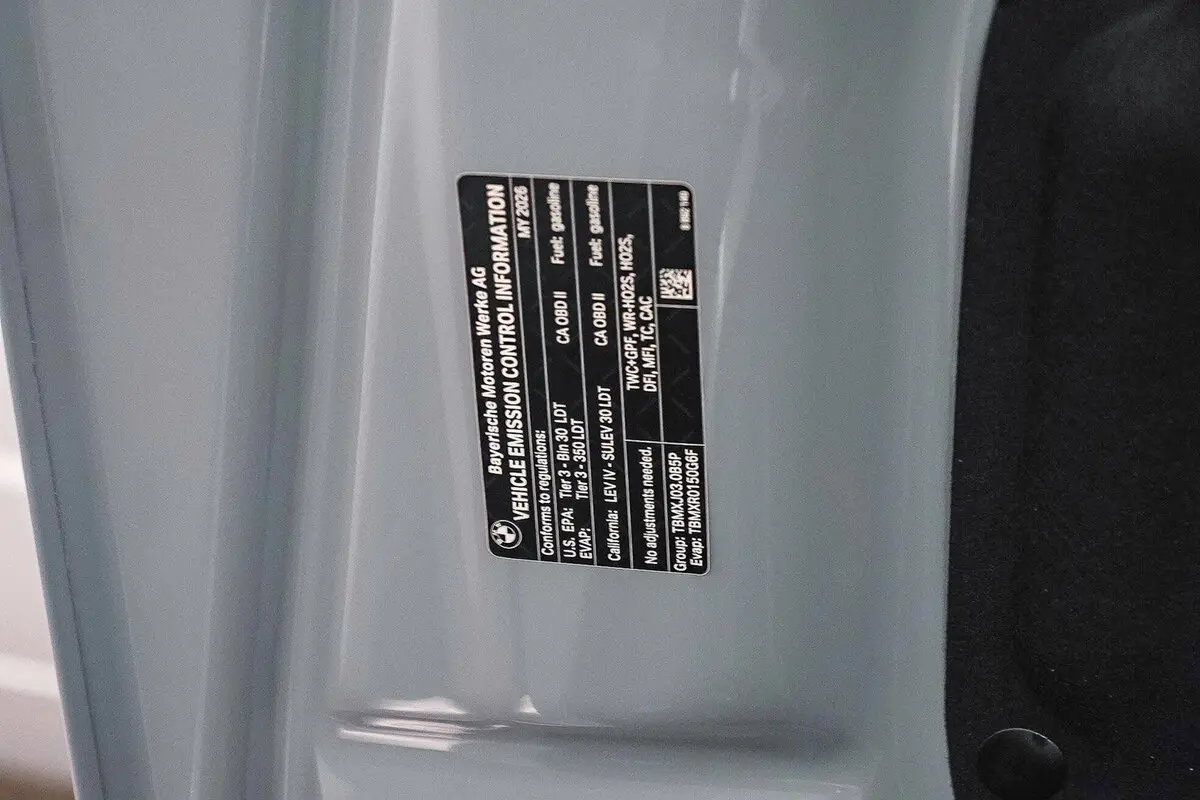 Bayerische Motoren Werke AG
VEHICLE EMISSION CONTROL INFORMATION
MY 2026
Conforms to regulations:
U.S. EPA: Tier 3 - Bin 30 LDT CA OBD II Fuel: gasoline
EVAP: Tier 3 - 350 LDT
California: LEV IV - SULEV 30 LDT CA OBD II Fuel: gasoline
No adjustments needed. TWC+GPF, WR-HO2S, HO2S,
DFI, MFI, TC, CAC
Group: TBMXJ03.0B5P
Evap: TBMXR0150G6F